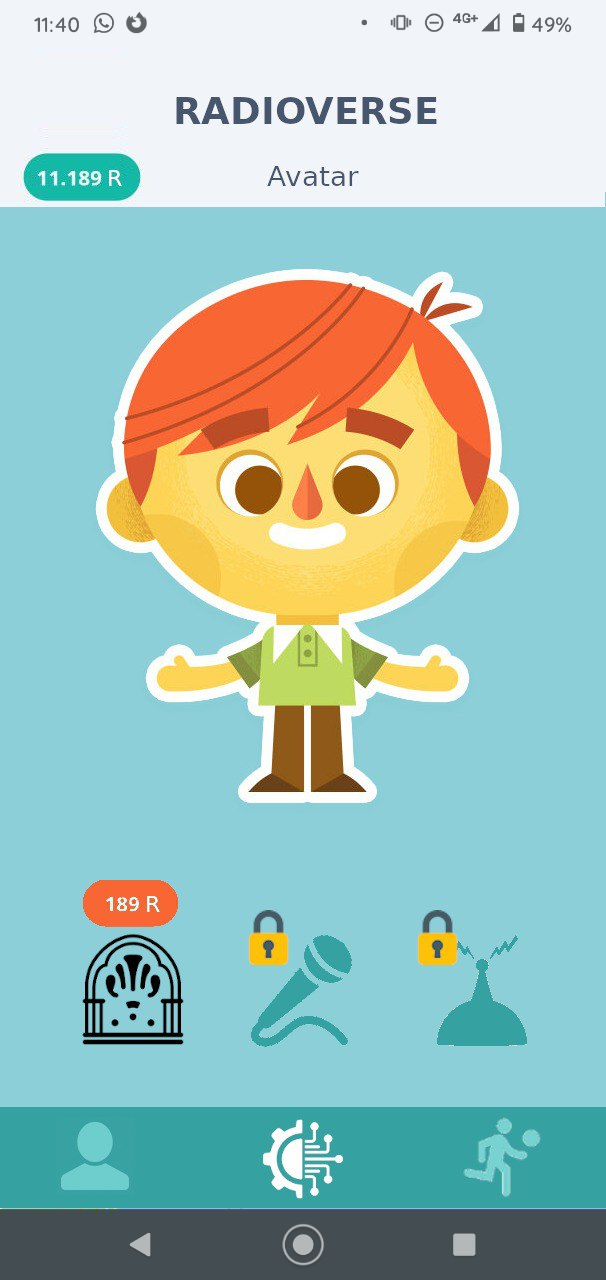 11:40 4G+ 49%
RADIOVERSE
11.189 R Avatar
189 R